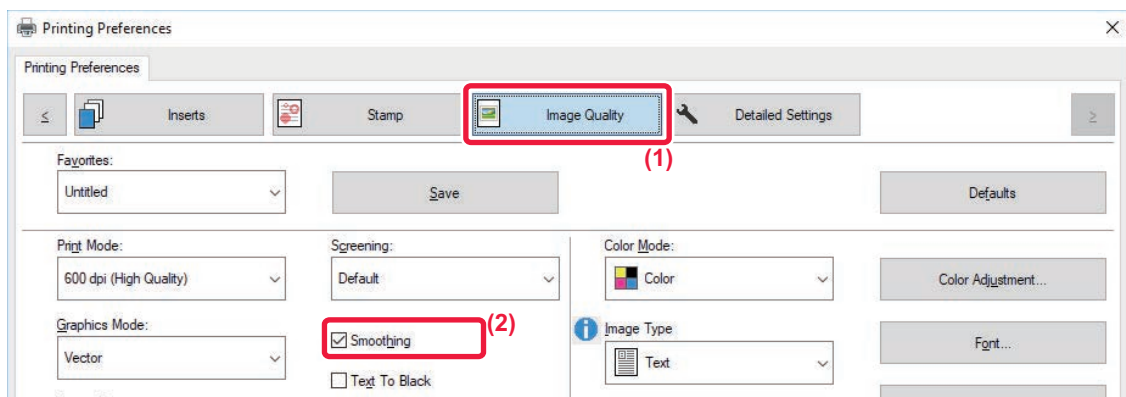 Printing Preferences
Printing Preferences
≤ Inserts Stamp Image Quality Detailed Settings ≥
(1)
Favorites:
Untitled Save Defaults
Print Mode: Screening: Color Mode:
600 dpi (High Quality) Default Color Color Adjustment...
Graphics Mode: Smoothing (2) Image Type Font...
Vector Text
Text To Black